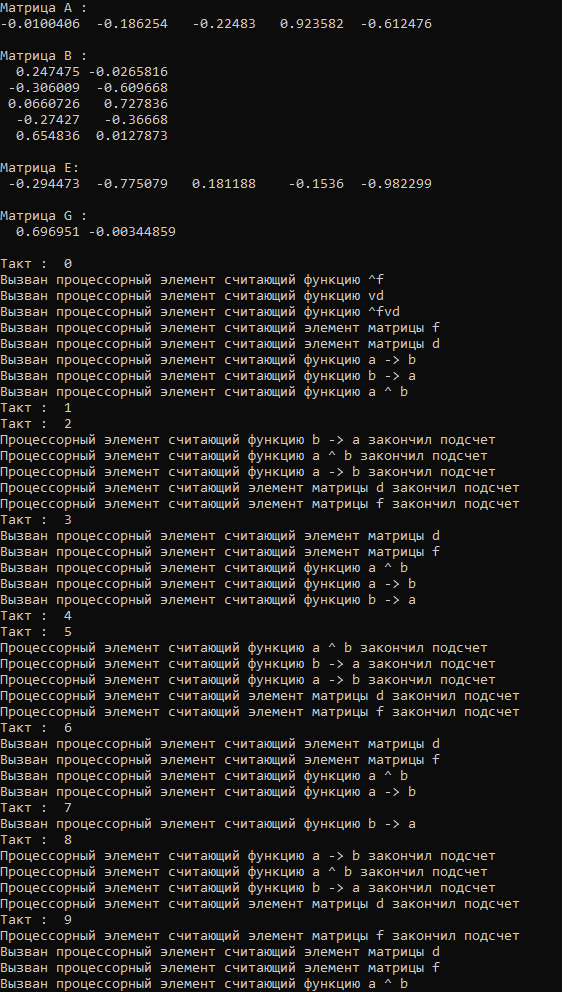 Матрица A :
-0.0100406  -0.186254   -0.22483   0.923582  -0.612476
Матрица B :
0.247475 -0.0265816
-0.306009  -0.609668
0.0660726   0.727836
-0.27427   -0.36668
0.654836  0.0127873
Матрица E:
-0.294473  -0.775079   0.181188    -0.1536  -0.982299
Матрица G :
0.696951 -0.00344859
Такт :  0
Вызван процессорный элемент считающий функцию ^f
Вызван процессорный элемент считающий функцию vd
Вызван процессорный элемент считающий функцию ^fvd
Вызван процессорный элемент считающий элемент матрицы f
Вызван процессорный элемент считающий элемент матрицы d
Вызван процессорный элемент считающий функцию a -> b
Вызван процессорный элемент считающий функцию b -> a
Вызван процессорный элемент считающий функцию a ^ b
Такт :  1
Такт :  2
Процессорный элемент считающий функцию b -> a закончил подсчет
Процессорный элемент считающий функцию a ^ b закончил подсчет
Процессорный элемент считающий функцию a -> b закончил подсчет
Процессорный элемент считающий элемент матрицы d закончил подсчет
Процессорный элемент считающий элемент матрицы f закончил подсчет
Такт :  3
Вызван процессорный элемент считающий элемент матрицы d
Вызван процессорный элемент считающий элемент матрицы f
Вызван процессорный элемент считающий функцию a ^ b
Вызван процессорный элемент считающий функцию a -> b
Вызван процессорный элемент считающий функцию b -> a
Такт :  4
Такт :  5
Процессорный элемент считающий функцию a ^ b закончил подсчет
Процессорный элемент считающий функцию b -> a закончил подсчет
Процессорный элемент считающий функцию a -> b закончил подсчет
Процессорный элемент считающий элемент матрицы d закончил подсчет
Процессорный элемент считающий элемент матрицы f закончил подсчет
Такт :  6
Вызван процессорный элемент считающий элемент матрицы d
Вызван процессорный элемент считающий элемент матрицы f
Вызван процессорный элемент считающий функцию a ^ b
Вызван процессорный элемент считающий функцию a -> b
Такт :  7
Вызван процессорный элемент считающий функцию b -> a
Такт :  8
Процессорный элемент считающий функцию a -> b закончил подсчет
Процессорный элемент считающий функцию a ^ b закончил подсчет
Процессорный элемент считающий функцию b -> a закончил подсчет
Процессорный элемент считающий элемент матрицы d закончил подсчет
Такт :  9
Процессорный элемент считающий элемент матрицы f закончил подсчет
Вызван процессорный элемент считающий элемент матрицы d
Вызван процессорный элемент считающий элемент матрицы f
Вызван процессорный элемент считающий функцию a ^ b